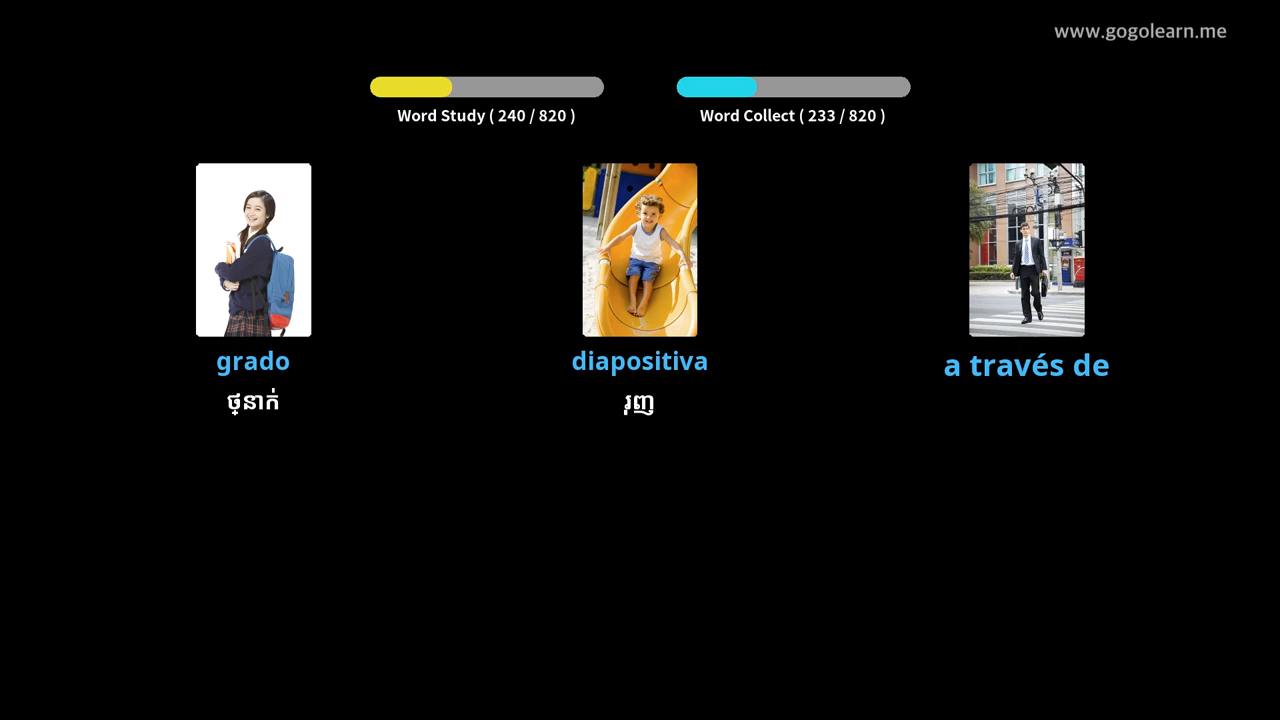 www.gogolearn.me
Word Study ( 240 / 820 )
Word Collect ( 233 / 820 )
grado
diapositiva
a través de
ថ្នាក់
រុញ